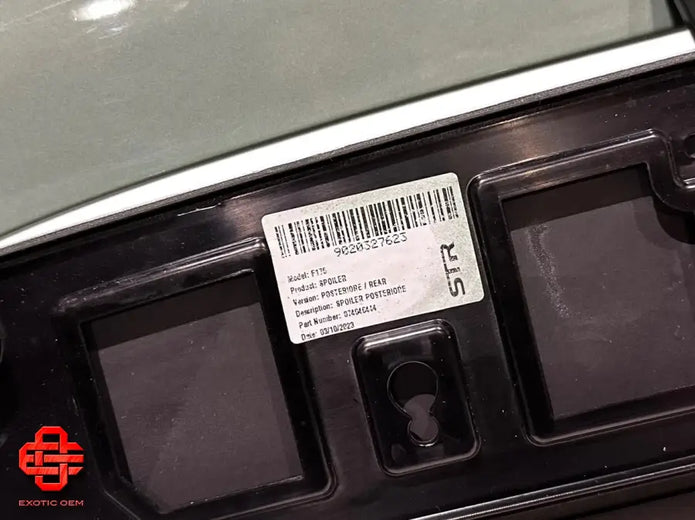 9020327623
Model: F175
Product: SPOILER
Version: POSTERIORE / REAR
Description: SPOILER POSTERIORE
Part Number:
Date: 03/10/2023
STR
EXOTIC OEM